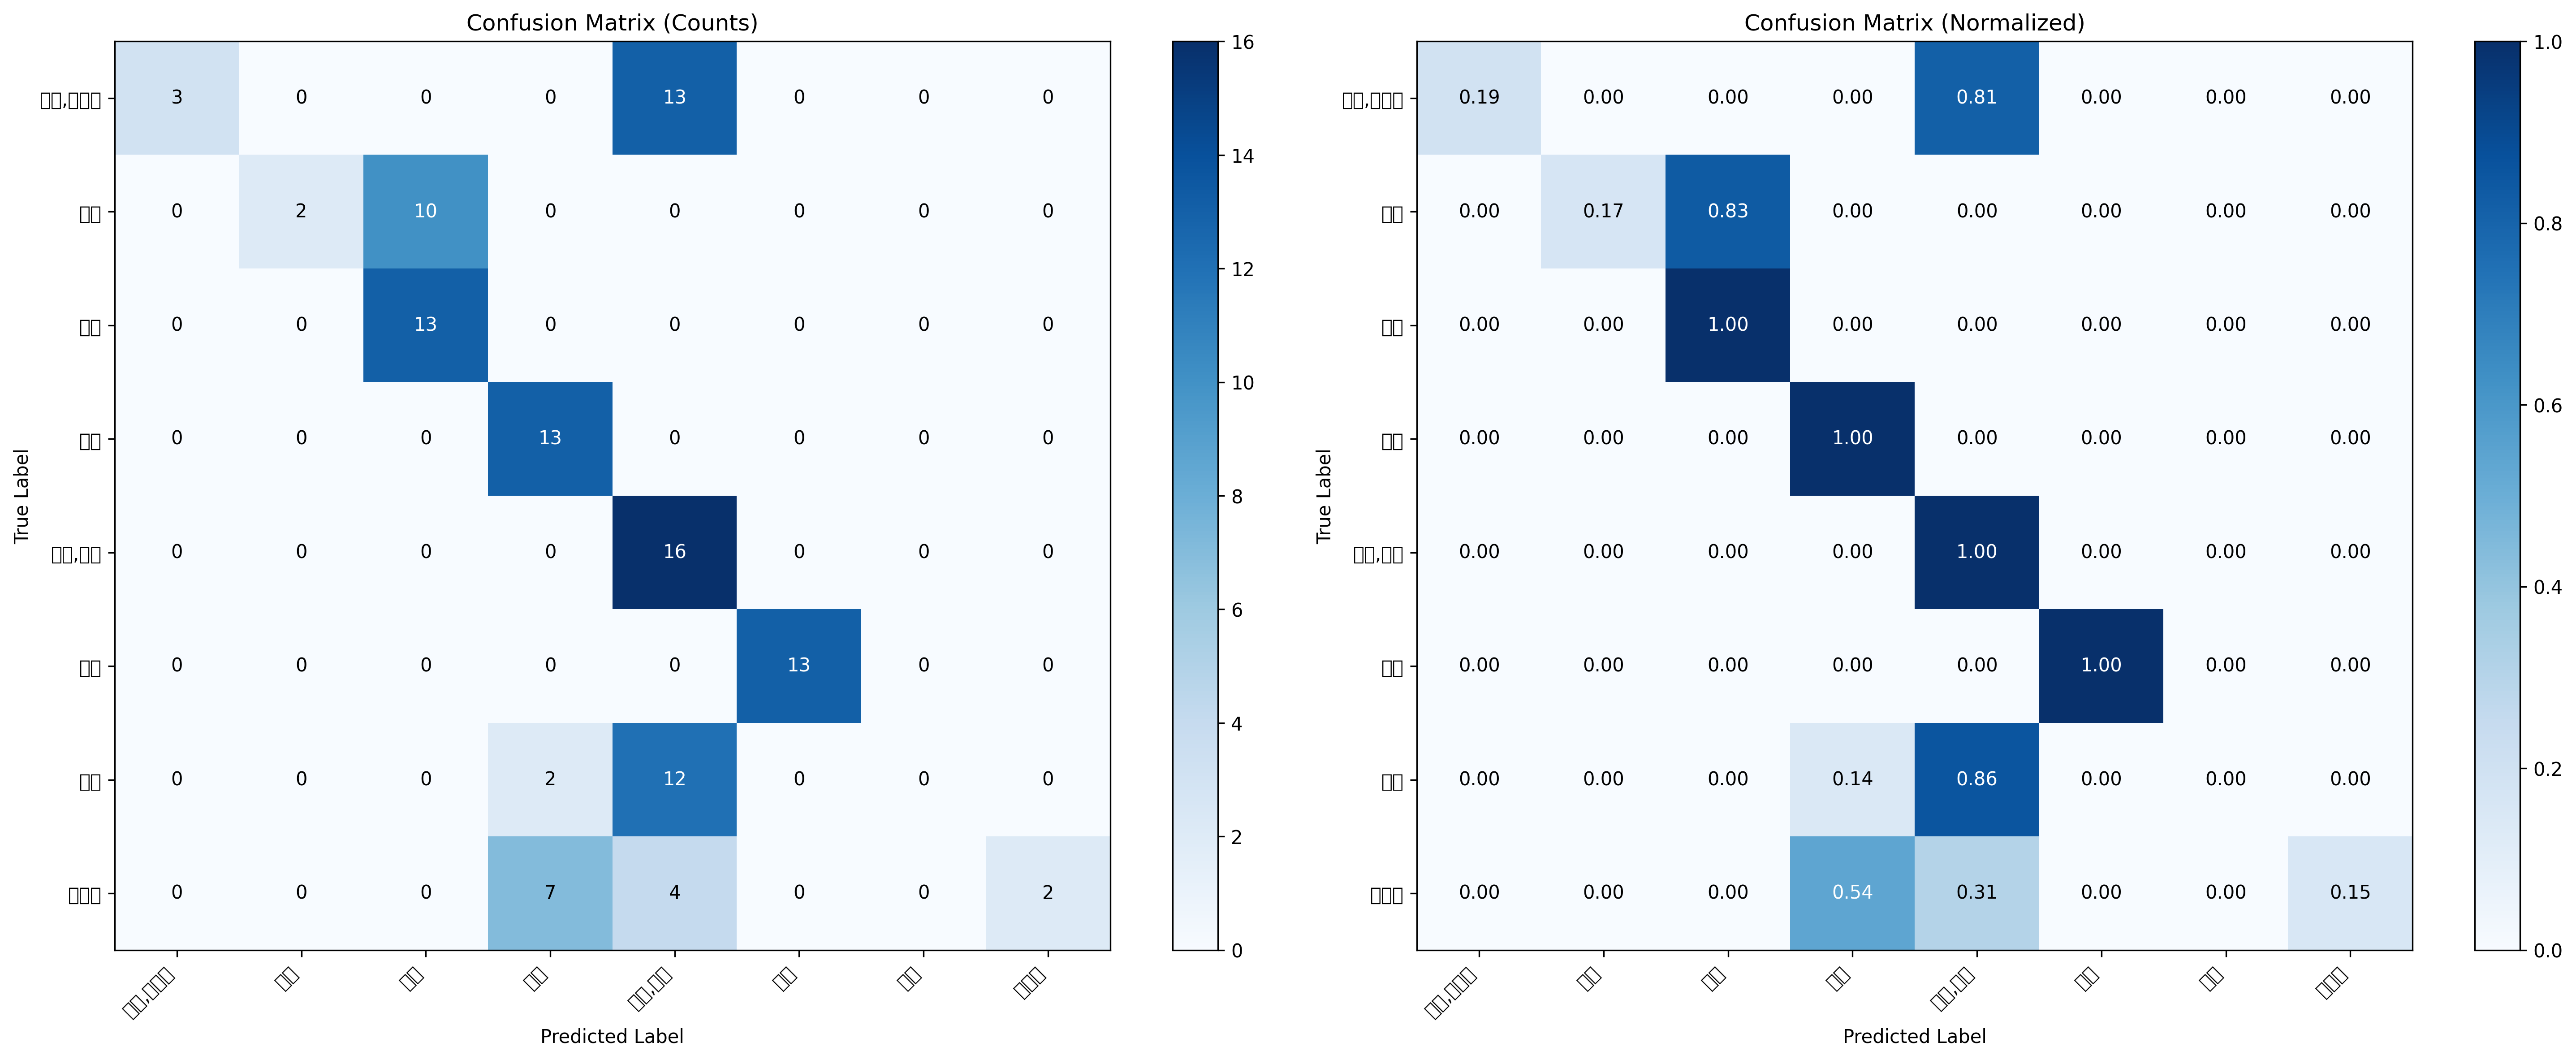 Confusion Matrix (Counts)
3 0 0 0 13 0 0 0
0 2 10 0 0 0 0 0
0 0 13 0 0 0 0 0
0 0 0 13 0 0 0 0
0 0 0 0 16 0 0 0
0 0 0 0 0 13 0 0
0 0 0 2 12 0 0 0
0 0 0 7 4 0 0 2
True Label
Predicted Label
16
14
12
10
8
6
4
2
0
Confusion Matrix (Normalized)
0.19 0.00 0.00 0.00 0.81 0.00 0.00 0.00
0.00 0.17 0.83 0.00 0.00 0.00 0.00 0.00
0.00 0.00 1.00 0.00 0.00 0.00 0.00 0.00
0.00 0.00 0.00 1.00 0.00 0.00 0.00 0.00
0.00 0.00 0.00 0.00 1.00 0.00 0.00 0.00
0.00 0.00 0.00 0.00 0.00 1.00 0.00 0.00
0.00 0.00 0.00 0.14 0.86 0.00 0.00 0.00
0.00 0.00 0.00 0.54 0.31 0.00 0.00 0.15
True Label
Predicted Label
1.0
0.8
0.6
0.4
0.2
0.0